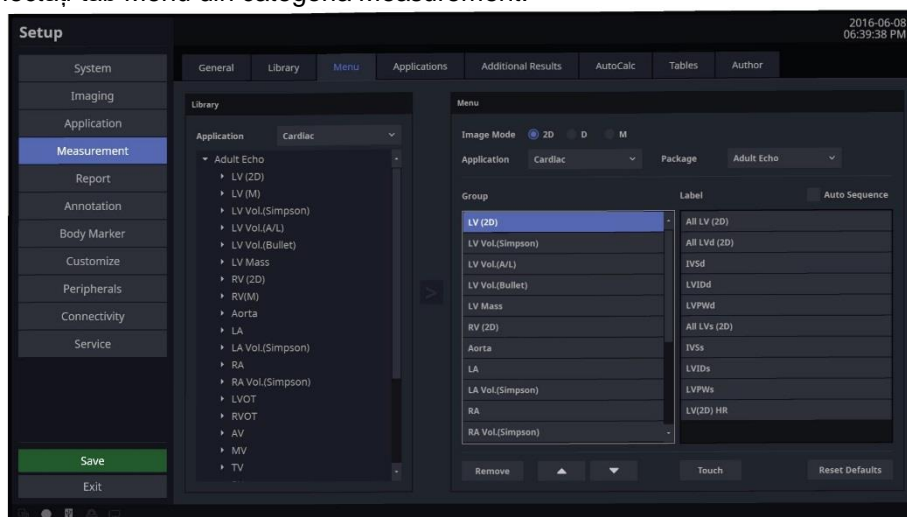 tab Menu din categoria Measurement.
Setup
2016-06-08
06:39:38 PM
System
Imaging
Application
Measurement
Report
Annotation
Body Marker
Customize
Peripherals
Connectivity
Service
Save
Exit
General Library Menu Applications Additional Results AutoCalc Tables Author
Library
Application Cardiac
Adult Echo
LV (2D)
LV (M)
LV Vol.(Simpson)
LV Vol.(A/L)
LV Vol.(Bullet)
LV Mass
RV (2D)
RV(M)
Aorta
LA
LA Vol.(Simpson)
RA
RA Vol.(Simpson)
LVOT
RVOT
AV
MV
TV
>
Menu
Image Mode 2D D M
Application Cardiac Package Adult Echo
Group
LV (2D)
LV Vol.(Simpson)
LV Vol.(A/L)
LV Vol.(Bullet)
LV Mass
RV (2D)
Aorta
LA
LA Vol.(Simpson)
RA
RA Vol.(Simpson)
Label Auto Sequence
All LV (2D)
All LVd (2D)
IVSd
LVIDd
LVPWd
All LVs (2D)
IVSs
LVIDs
LVPWs
LV(2D) HR
Remove Touch Reset Defaults